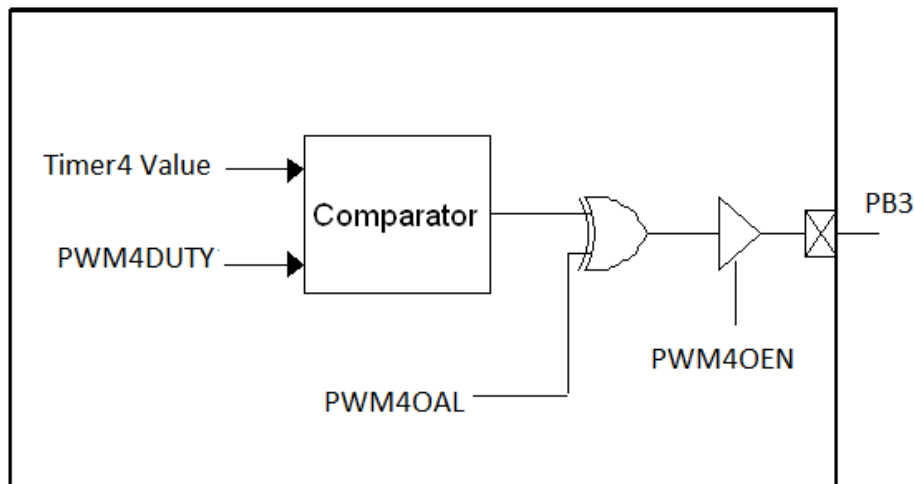 Timer4 Value
Comparator
PB3
PWM4DUTY
PWM4OEN
PWM4OAL